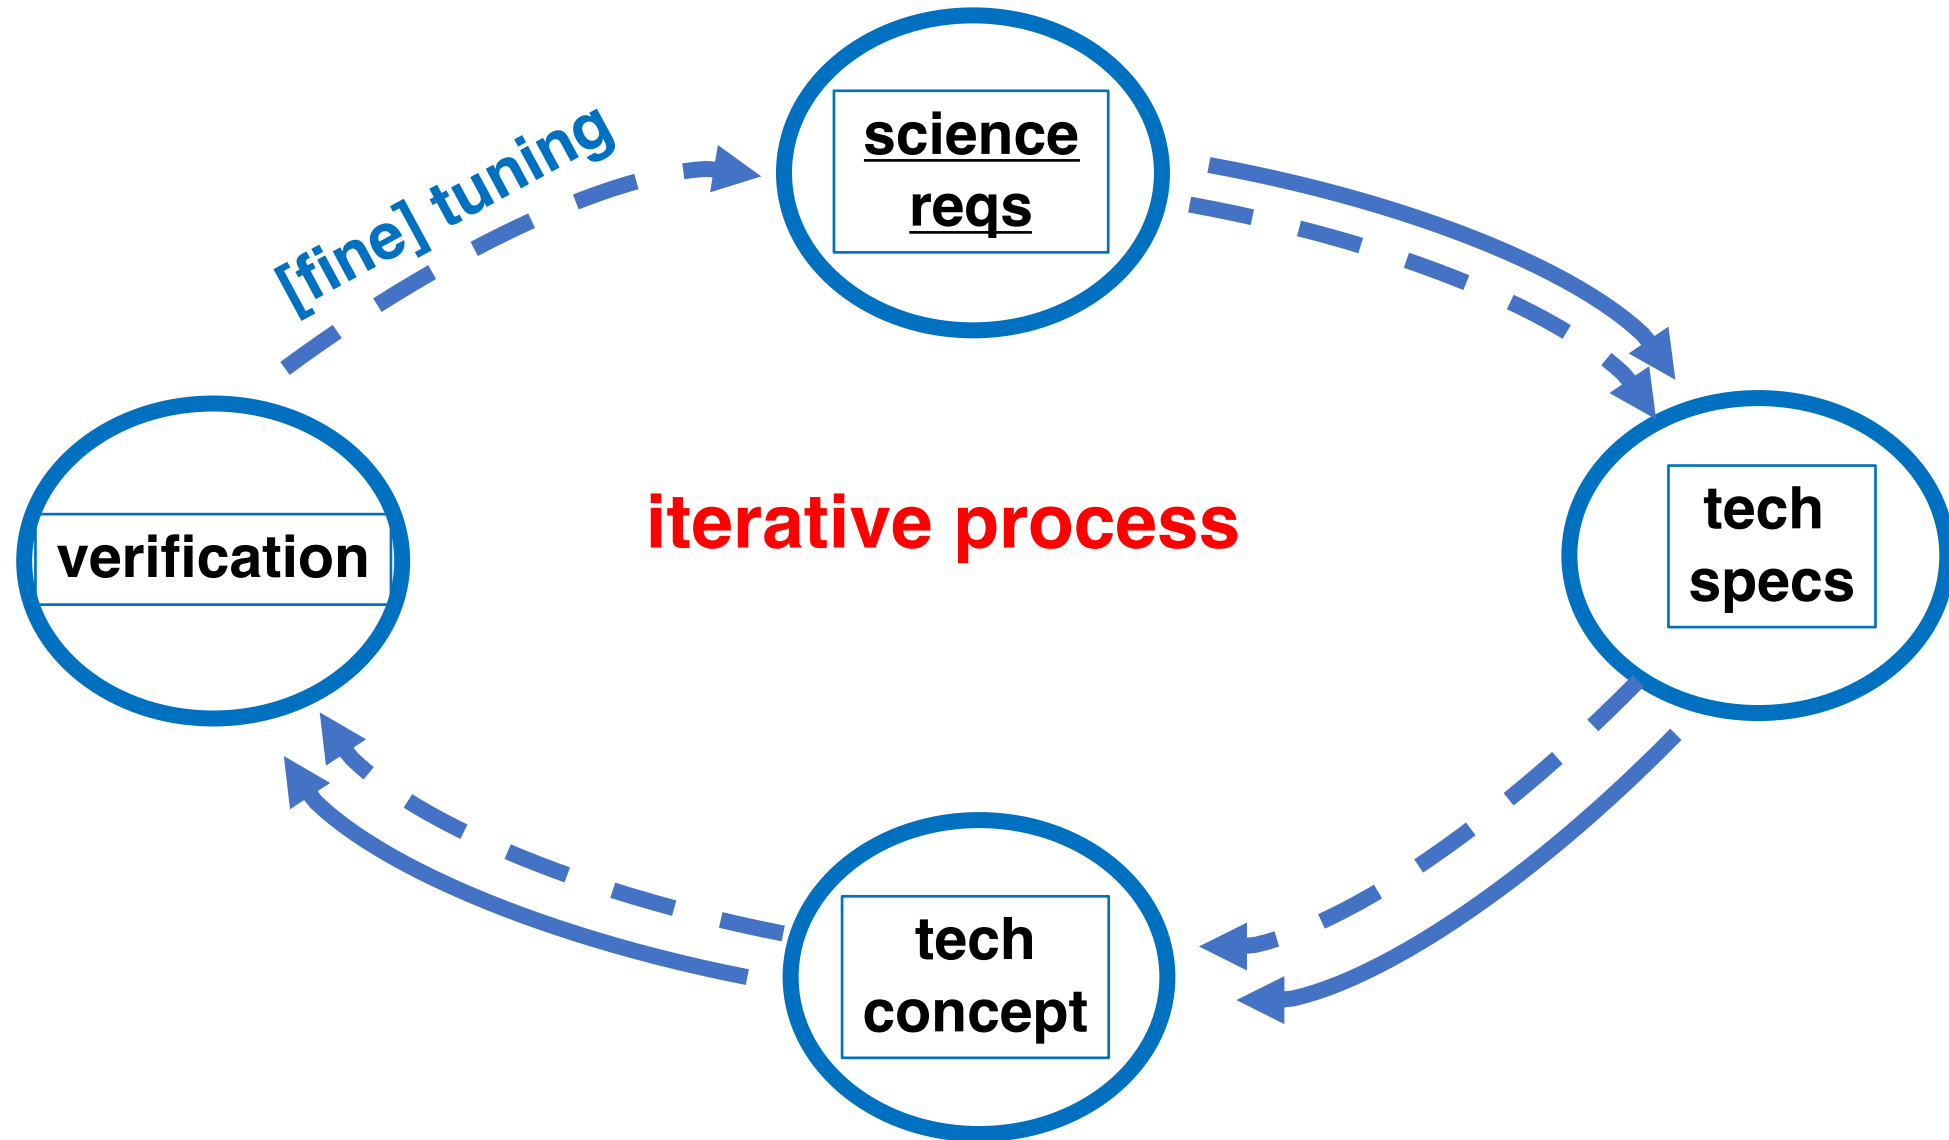 science
reqs
[fine] tuning
iterative process
tech
specs
verification
tech
concept